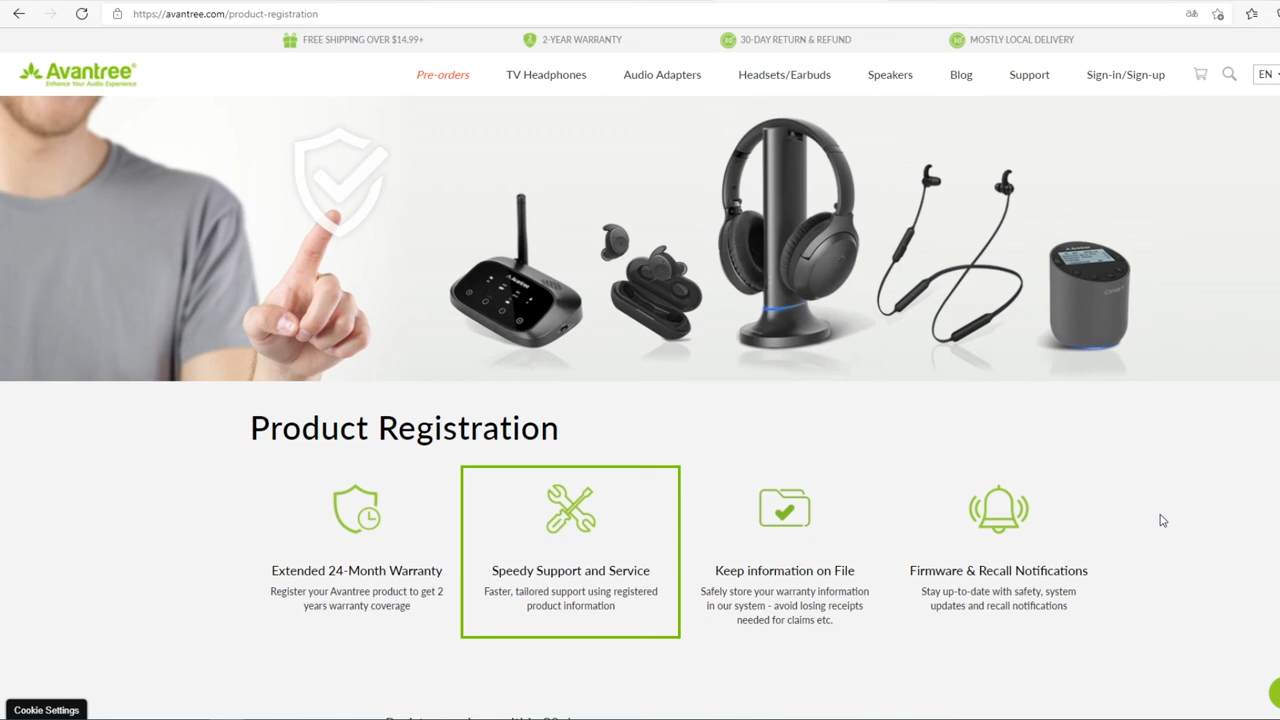 https://avantree.com/product-registration
FREE SHIPPING OVER $14.99+
2-YEAR WARRANTY
30-DAY RETURN & REFUND
MOSTLY LOCAL DELIVERY
Avantree®
Enhance Your Audio Experience
Pre-orders
TV Headphones
Audio Adapters
Headsets/Earbuds
Speakers
Blog
Support
Sign-in/Sign-up
EN
Product Registration
Extended 24-Month Warranty
Register your Avantree product to get 2
years warranty coverage
Speedy Support and Service
Faster, tailored support using registered
product information
Keep information on File
Safely store your warranty information
in our system - avoid losing receipts
needed for claims etc.
Firmware & Recall Notifications
Stay up-to-date with safety, system
updates and recall notifications
Cookie Settings